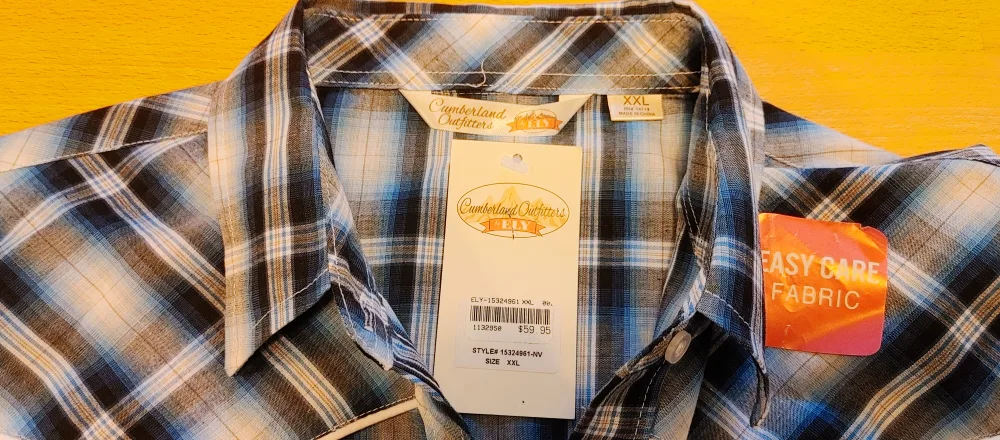 Cumberland
Outfitters
ELY
XXL
MADE IN CHINA
Cumberland Outfitters
ELY
ELY-15324961 XXL 00.
1132950 $59.95
STYLE# 15324961-NV
SIZE XXL
EASY CARE
FABRIC